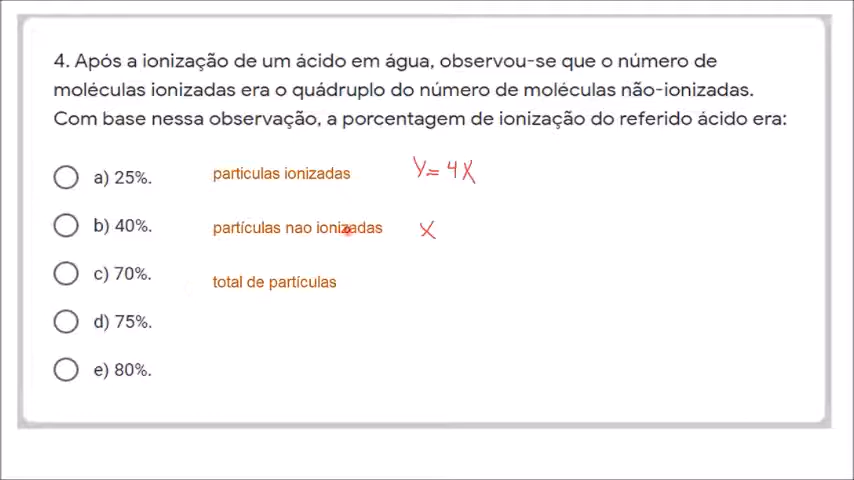 4. Após a ionização de um ácido em água, observou-se que o número de
moléculas ionizadas era o quádruplo do número de moléculas não-ionizadas.
Com base nessa observação, a porcentagem de ionização do referido ácido era:
a) 25%. particulas ionizadas Y= 4X
b) 40%. partículas nao ionizadas X
c) 70%. total de partículas
d) 75%.
e) 80%.